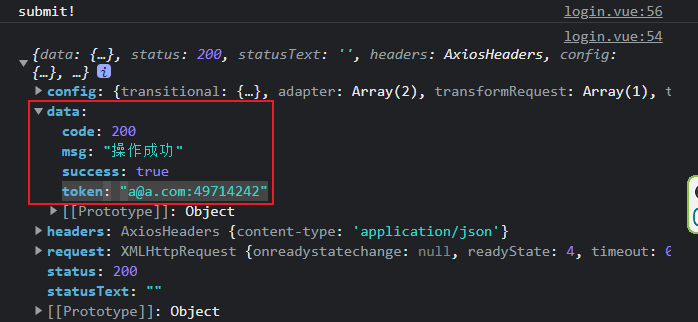 submit! login.vue:56
login.vue:54
{data: {…}, status: 200, statusText: '', headers: AxiosHeaders, config:
{…}, …} i
config: {transitional: {…}, adapter: Array(2), transformRequest: Array(1), t
data:
code: 200
msg: "操作成功"
success: true
token: "a@a.com:49714242"
[[Prototype]]: Object
headers: AxiosHeaders {content-type: 'application/json'}
request: XMLHttpRequest {onreadystatechange: null, readyState: 4, timeout: 0
status: 200
statusText: ""
[[Prototype]]: Object